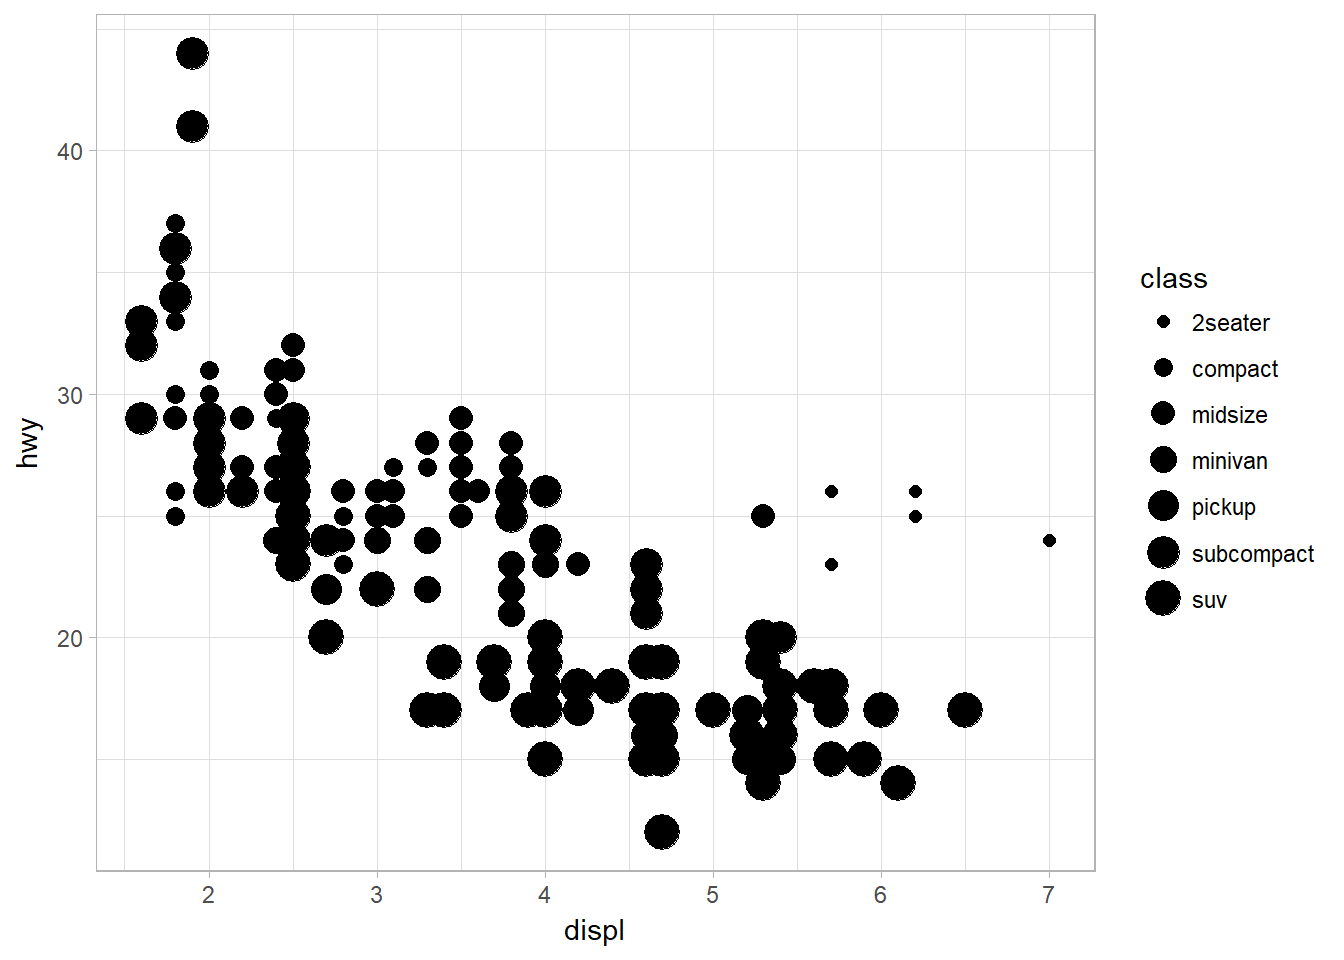 hwy
40
30
20
2 3 4 5 6 7
displ
class
2seater
compact
midsize
minivan
pickup
subcompact
suv